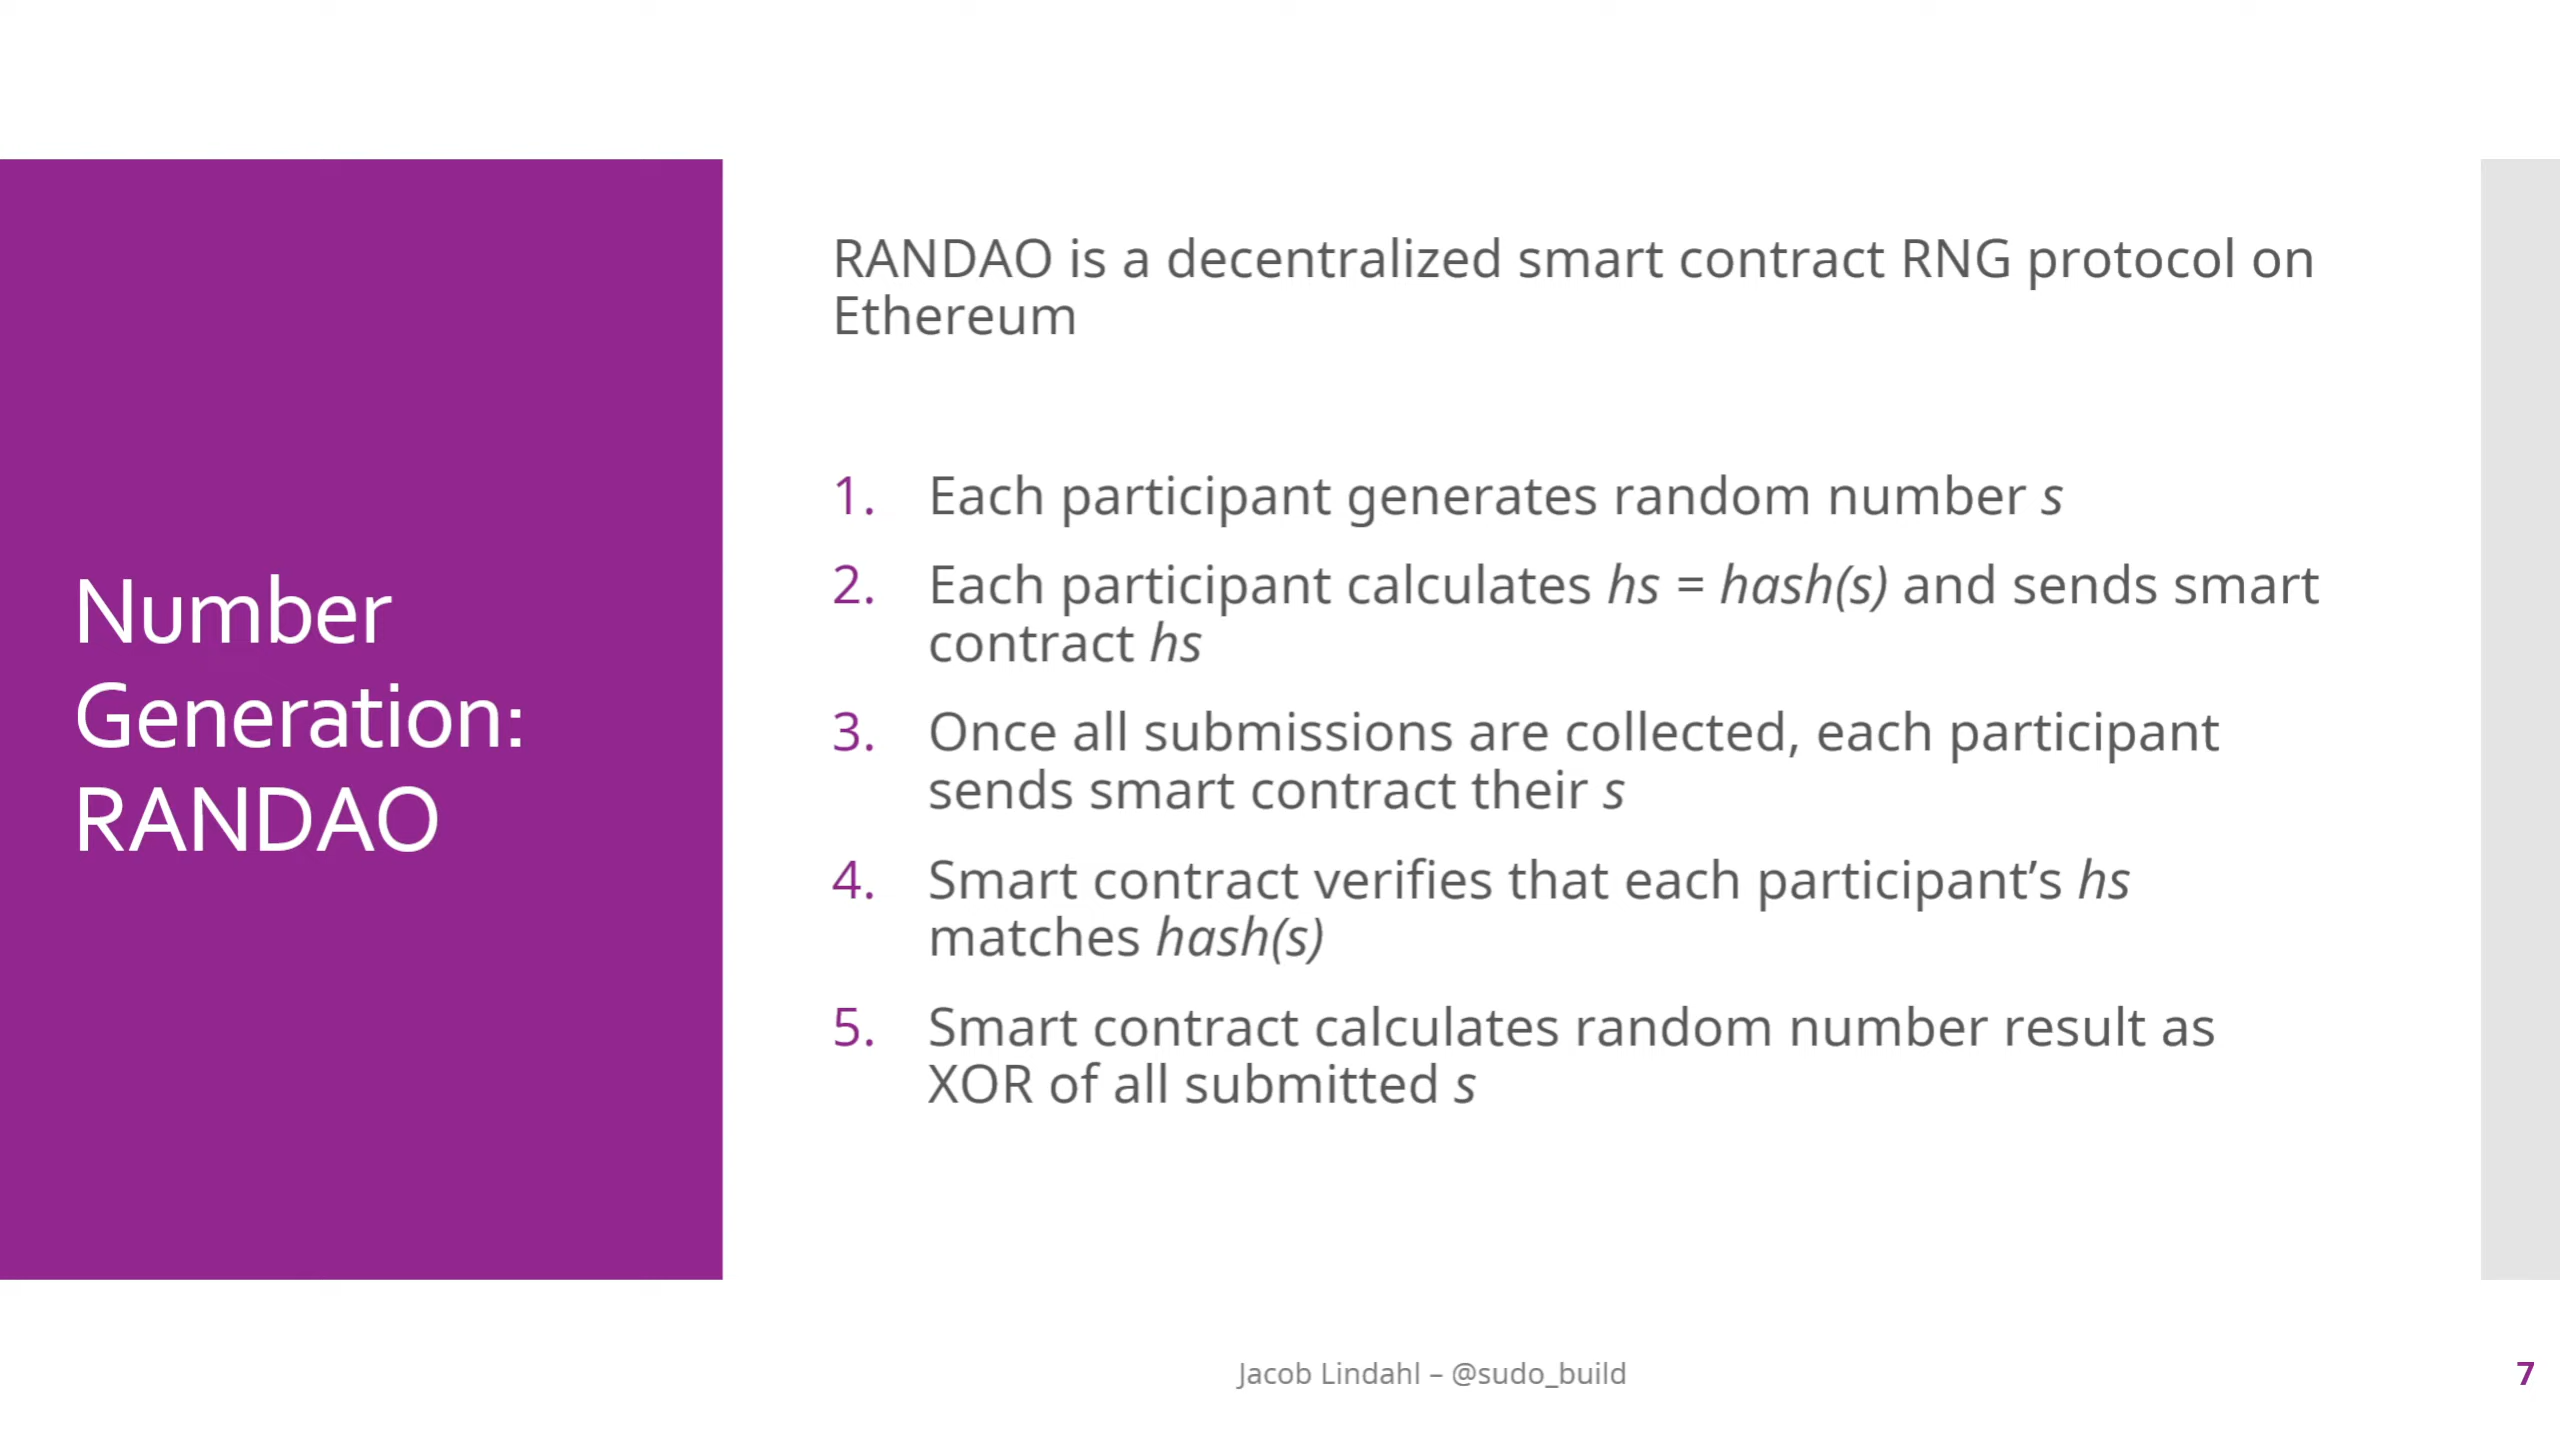 Number
Generation:
RANDAO
RANDAO is a decentralized smart contract RNG protocol on
Ethereum
1. Each participant generates random number s
2. Each participant calculates hs = hash(s) and sends smart
contract hs
3. Once all submissions are collected, each participant
sends smart contract their s
4. Smart contract verifies that each participant’s hs
matches hash(s)
5. Smart contract calculates random number result as
XOR of all submitted s
Jacob Lindahl – @sudo_build
7